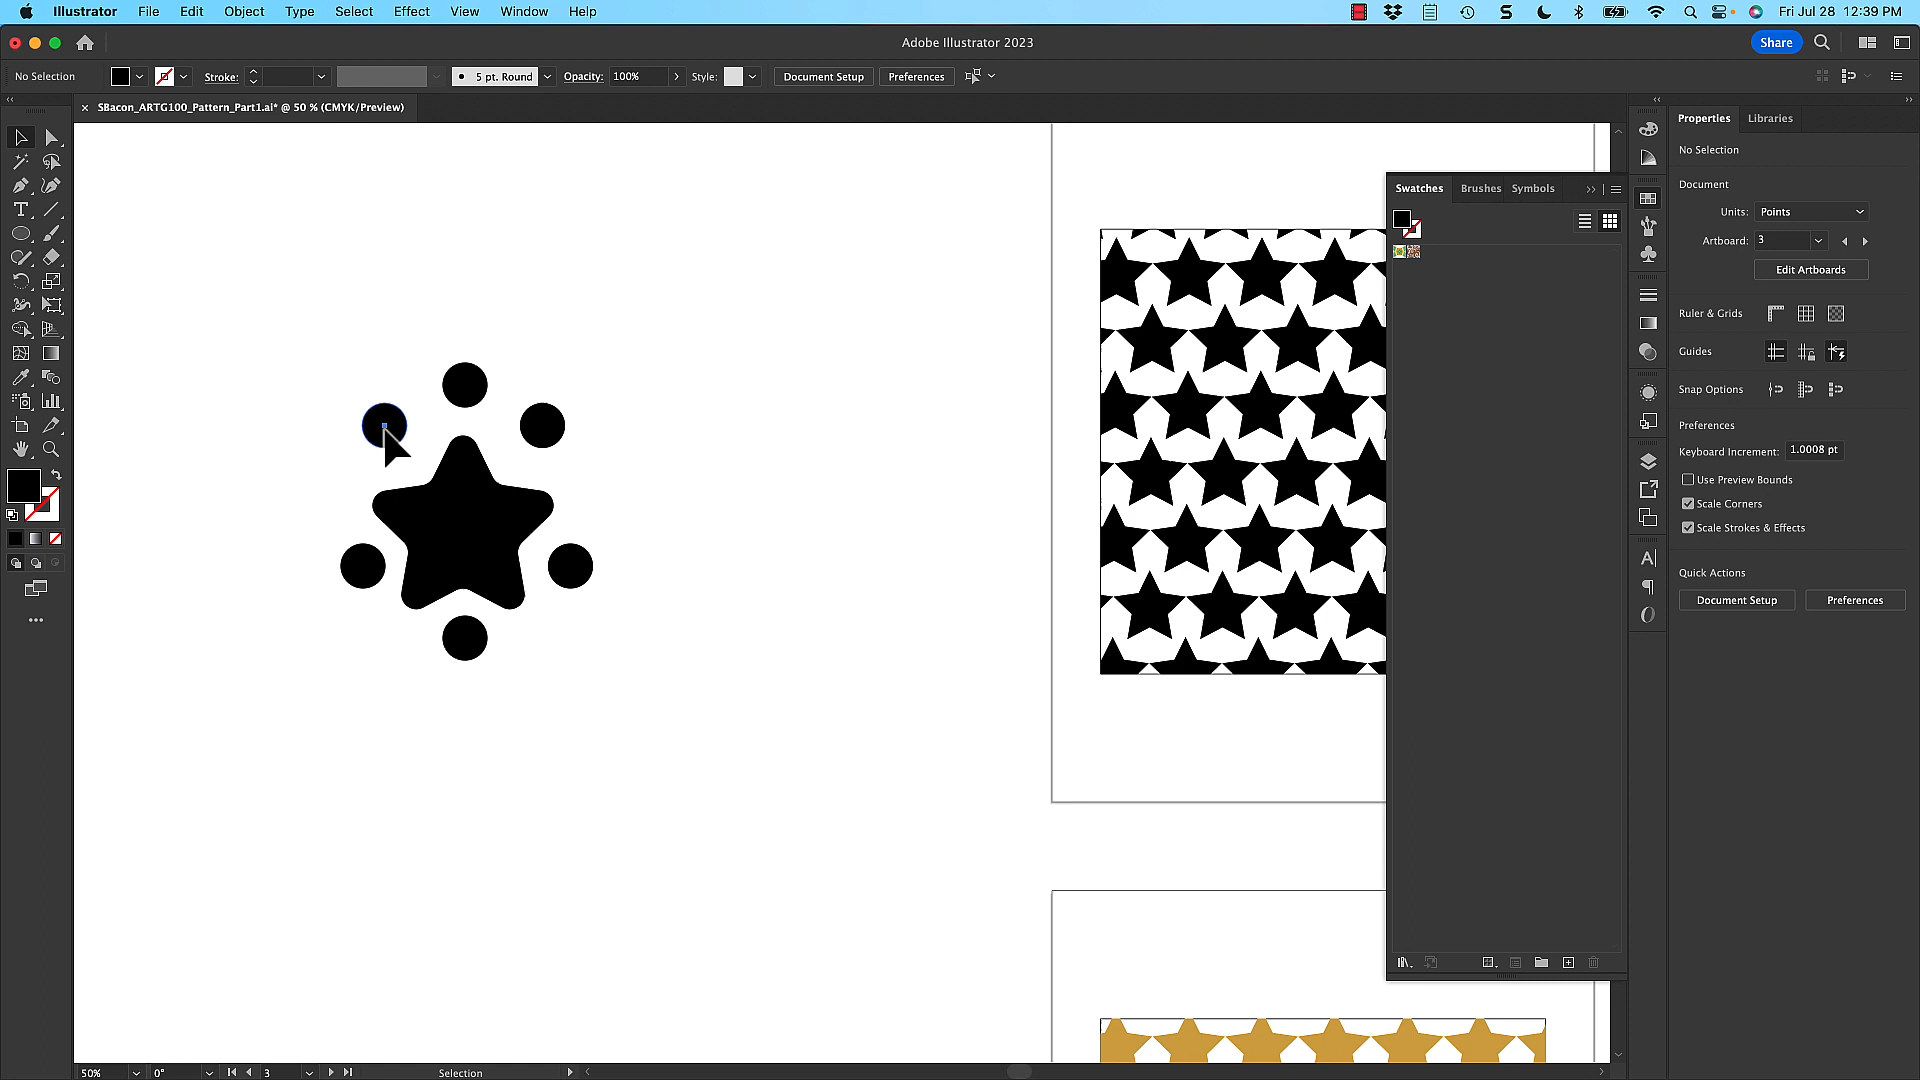 Illustrator File Edit Object Type Select Effect View Window Help
Fri Jul 28 12:39 PM
Adobe Illustrator 2023
Share
No Selection
Stroke:
5 pt. Round
Opacity: 100%
Style:
Document Setup
Preferences
SBacon_ARTG100_Pattern_Part1.ai* @ 50 % (CMYK/Preview)
Swatches Brushes Symbols
Properties Libraries
No Selection
Document
Units: Points
Artboard: 3
Edit Artboards
Ruler & Grids
Guides
Snap Options
Preferences
Keyboard Increment: 1.0008 pt
Use Preview Bounds
Scale Corners
Scale Strokes & Effects
Quick Actions
Document Setup Preferences
50% 0° 3 Selection